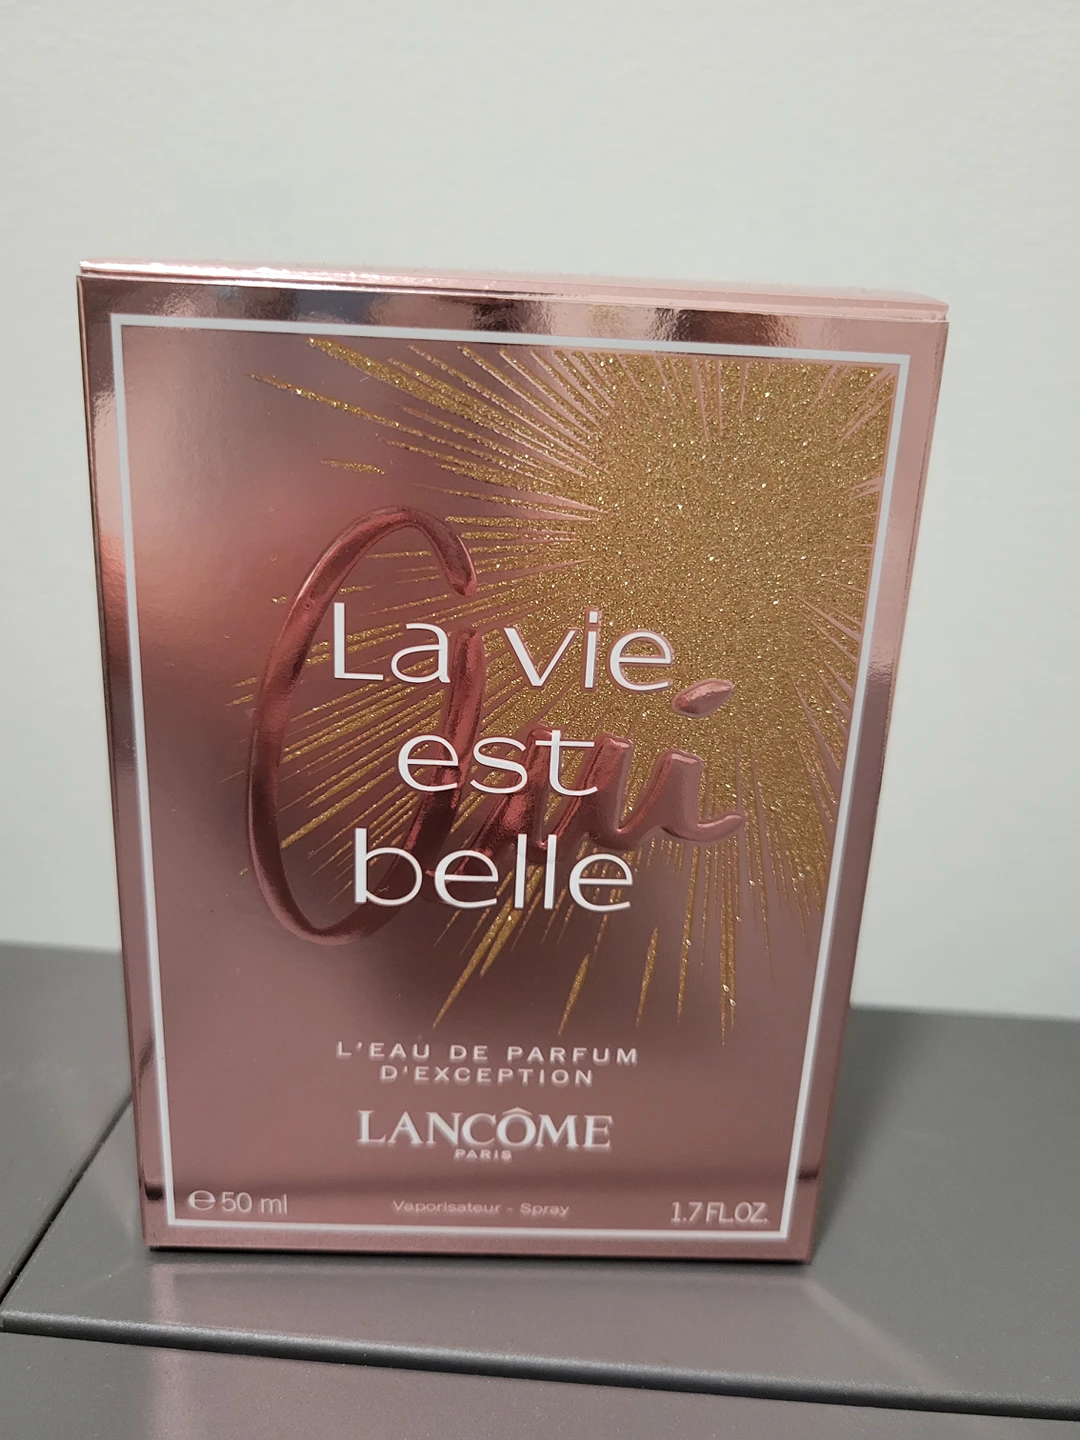 La vie
est
belle
Oui
L'EAU DE PARFUM
D'EXCEPTION
LANCÔME
PARIS
℮ 50 ml
Vaporisateur - Spray
1.7 FL.OZ.